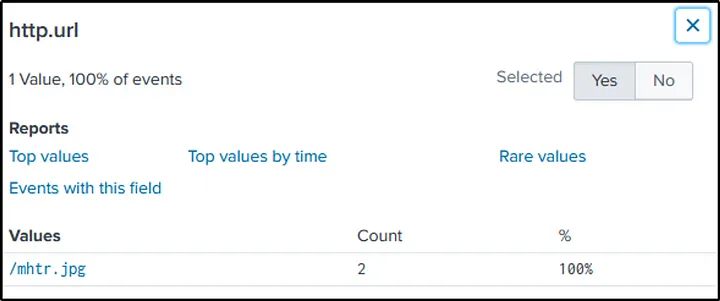 http.url
1 Value, 100% of events Selected Yes No
Reports
Top values Top values by time Rare values
Events with this field
Values Count %
/mhtr.jpg 2 100%